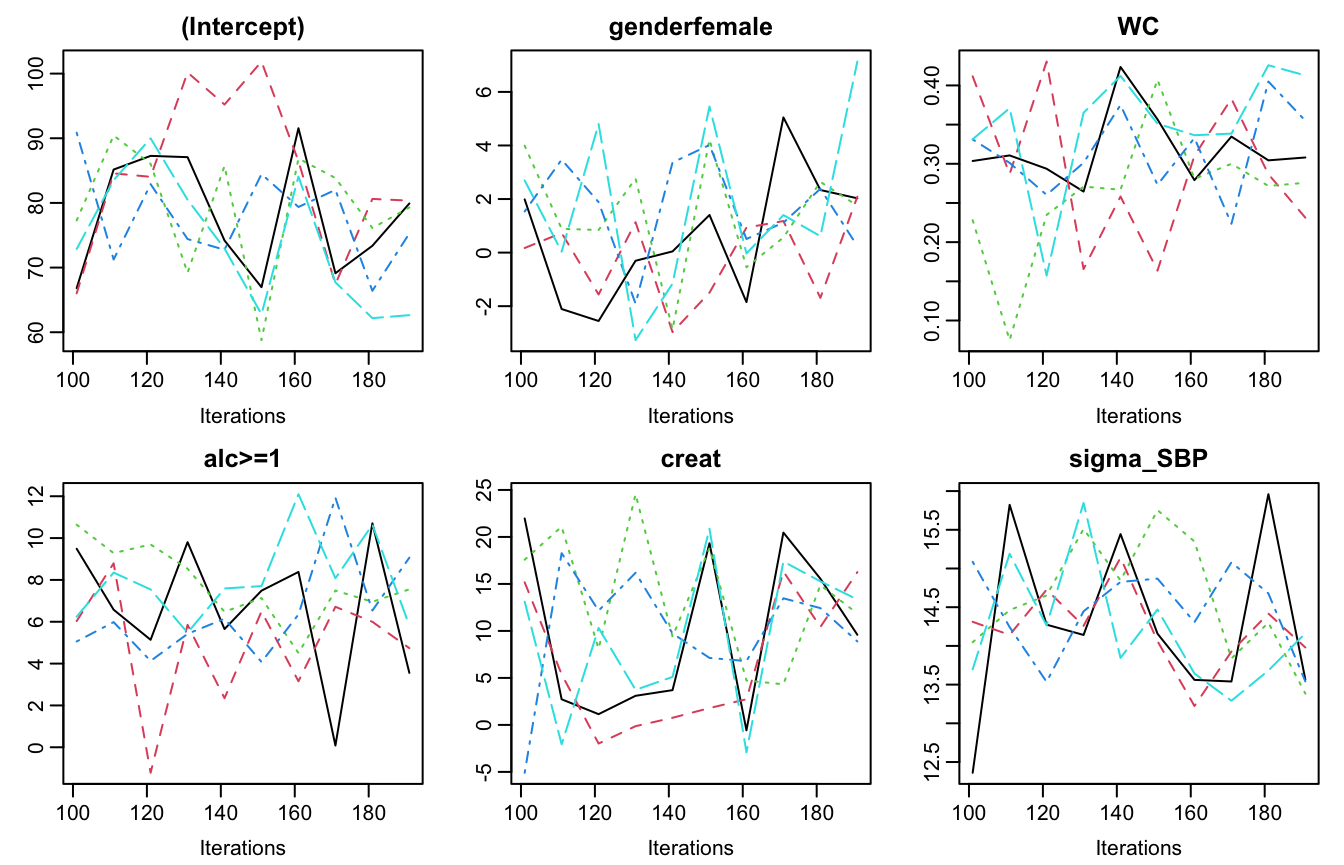 (Intercept)
60 70 80 90 100
100 120 140 160 180
Iterations
genderfemale
-2 0 2 4 6
100 120 140 160 180
Iterations
WC
0.10 0.20 0.30 0.40
100 120 140 160 180
Iterations
alc>=1
0 2 4 6 8 10 12
100 120 140 160 180
Iterations
creat
-5 0 5 10 15 20 25
100 120 140 160 180
Iterations
sigma_SBP
12.5 13.5 14.5 15.5
100 120 140 160 180
Iterations